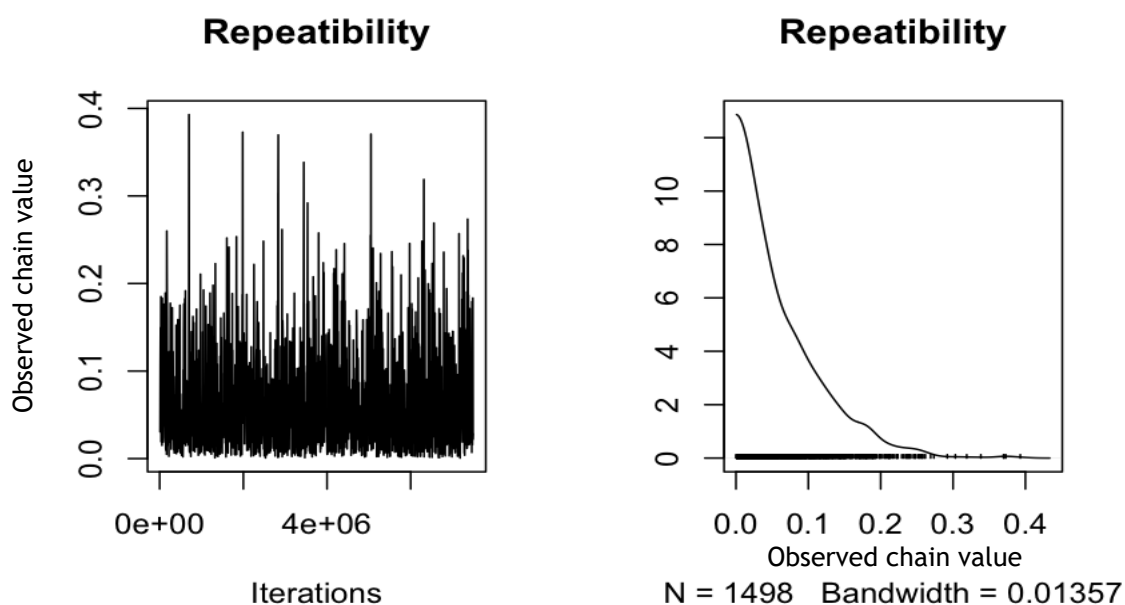 Repeatibility
Observed chain value
0.4
0.3
0.2
0.1
0.0
0e+00 4e+06
Iterations
Repeatibility
10
8
6
4
2
0
0.0 0.1 0.2 0.3 0.4
Observed chain value
N = 1498 Bandwidth = 0.01357